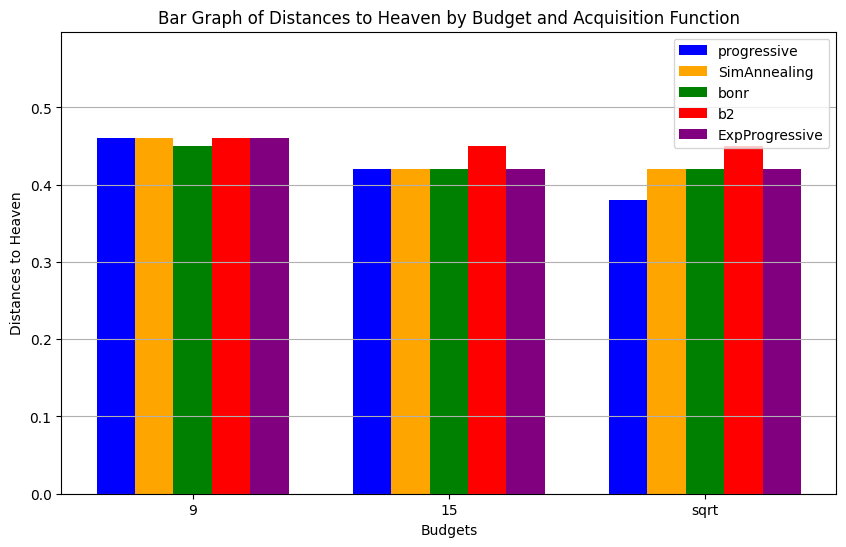 Bar Graph of Distances to Heaven by Budget and Acquisition Function
progressive
SimAnnealing
bonr
b2
ExpProgressive
Distances to Heaven
0.5
0.4
0.3
0.2
0.1
0.0
9
15
sqrt
Budgets